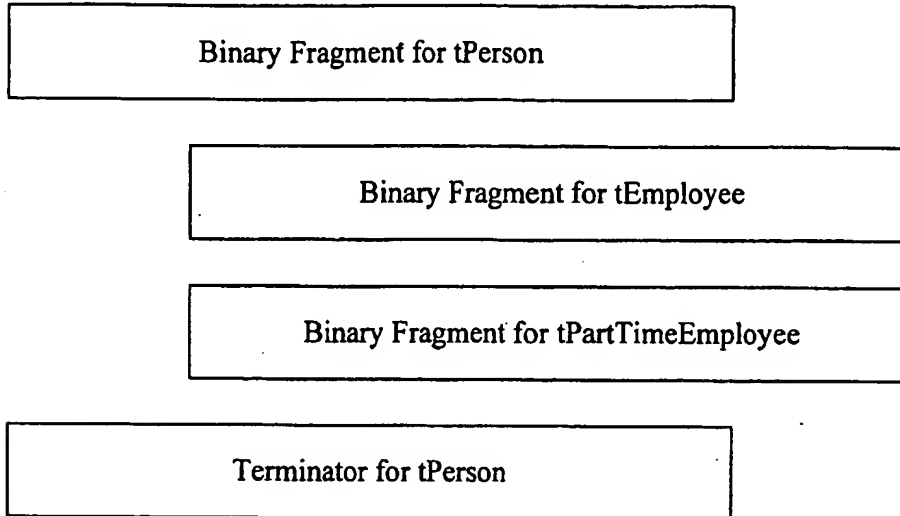 Binary Fragment for tPerson
Binary Fragment for tEmployee
Binary Fragment for tPartTimeEmployee
Terminator for tPerson